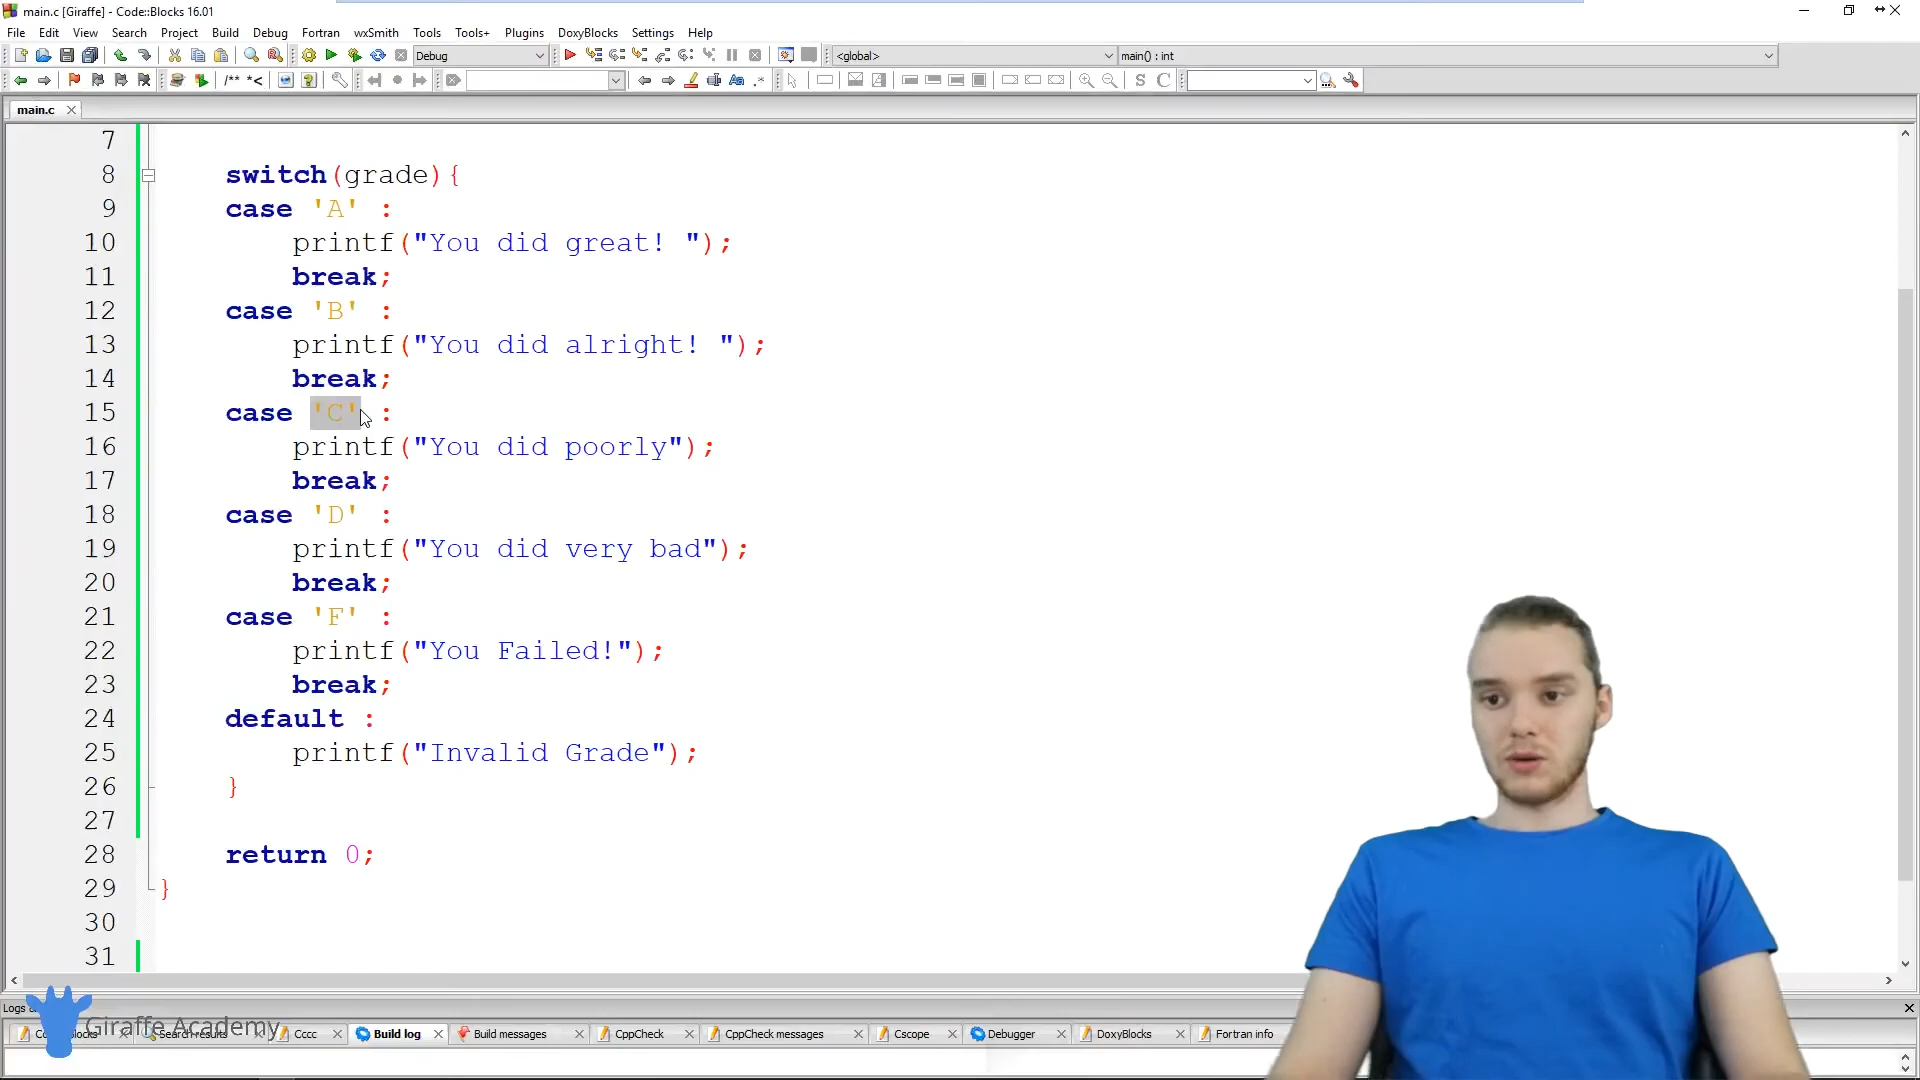 main.c [Giraffe] - Code::Blocks 16.01
File Edit View Search Project Build Debug Fortran wxSmith Tools Tools+ Plugins DoxyBlocks Settings Help
Debug <global> main() : int
/** *< Aa .* S C
main.c
7
8 switch(grade){
9 case 'A' :
10 printf("You did great! ");
11 break;
12 case 'B' :
13 printf("You did alright! ");
14 break;
15 case 'C' :
16 printf("You did poorly");
17 break;
18 case 'D' :
19 printf("You did very bad");
20 break;
21 case 'F' :
22 printf("You Failed!");
23 break;
24 default :
25 printf("Invalid Grade");
26 }
27
28 return 0;
29 }
30
31
Logs
Giraffe Academy
Search results Cccc Build log Build messages CppCheck CppCheck messages Cscope Debugger DoxyBlocks Fortran info